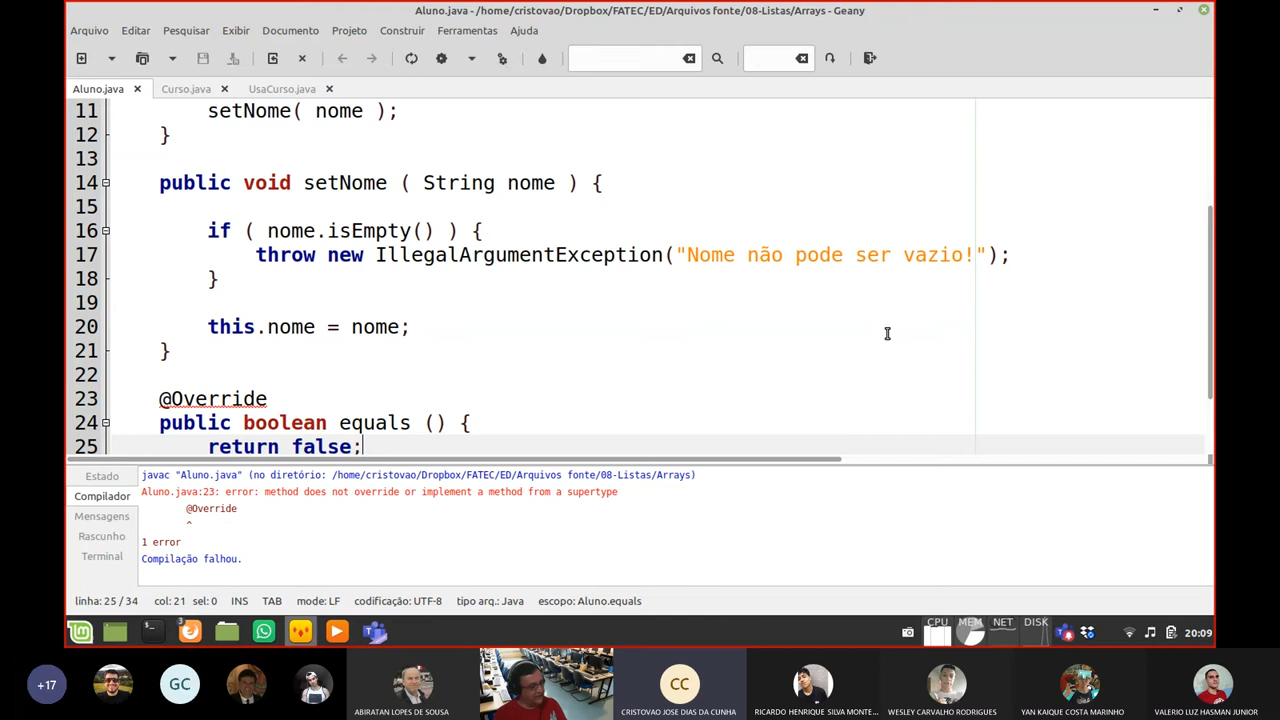 Aluno.java - /home/cristovao/Dropbox/FATEC/ED/Arquivos fonte/08-Listas/Arrays - Geany
Arquivo Editar Pesquisar Exibir Documento Projeto Construir Ferramentas Ajuda
Aluno.java Curso.java UsaCurso.java
11 setNome( nome );
12 }
13
14 public void setNome ( String nome ) {
15
16 if ( nome.isEmpty() ) {
17 throw new IllegalArgumentException("Nome não pode ser vazio!");
18 }
19
20 this.nome = nome;
21 }
22
23 @Override
24 public boolean equals () {
25 return false;
Estado
Compilador
Mensagens
Rascunho
Terminal
javac "Aluno.java" (no diretório: /home/cristovao/Dropbox/FATEC/ED/Arquivos fonte/08-Listas/Arrays)
Aluno.java:23: error: method does not override or implement a method from a supertype
@Override
^
1 error
Compilação falhou.
linha: 25 / 34 col: 21 sel: 0 INS TAB mode: LF codificação: UTF-8 tipo arq.: Java escopo: Aluno.equals
3 CPU MEM NET DISK 20:09
+17 GC CC
ABIRATAN LOPES DE SOUSA CRISTOVAO JOSE DIAS DA CUNHA RICARDO HENRIQUE SILVA MONTE... WESLEY CARVALHO RODRIGUES YAN KAIQUE COSTA MARINHO VALERIO LUZ HASMAN JUNIOR